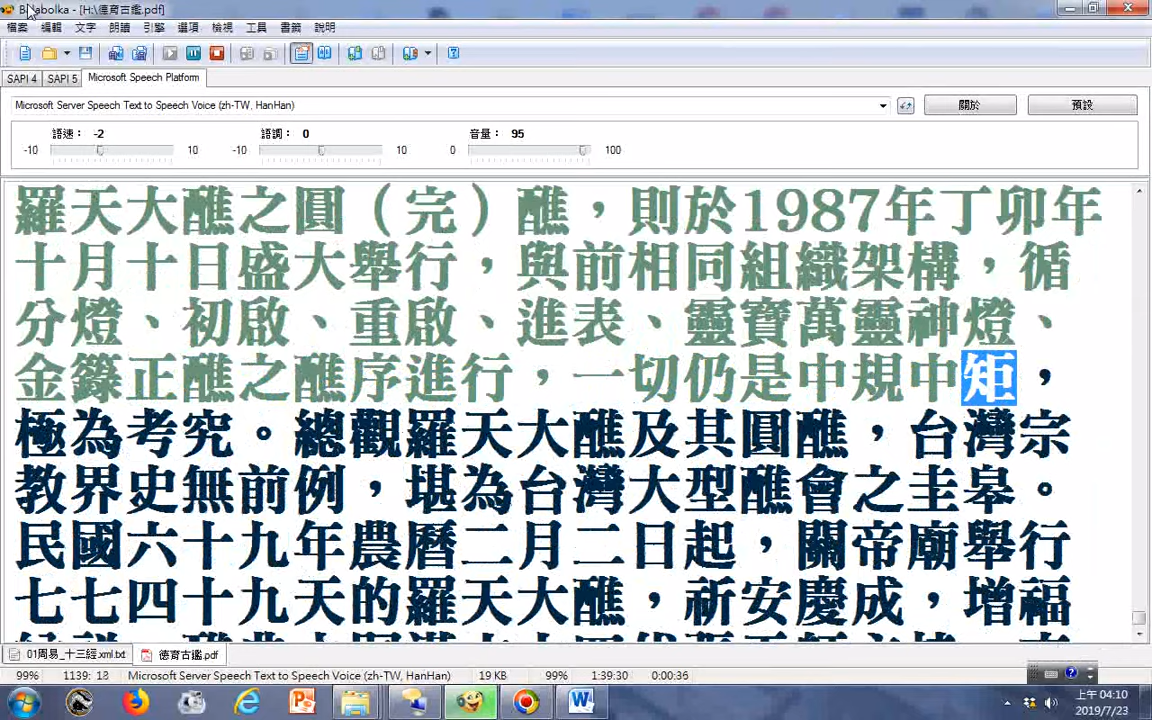 Balabolka - [H:\德育古鑑.pdf]
檔案 編輯 文字 朗讀 引擎 選項 檢視 工具 書籤 說明
SAPI 4 SAPI 5 Microsoft Speech Platform
Microsoft Server Speech Text to Speech Voice (zh-TW, HanHan) 關於 預設
語速： -2 語調： 0 音量： 95
-10 10 -10 10 0 100
羅天大醮之圓（完）醮，則於1987年丁卯年
十月十日盛大舉行，與前相同組織架構，循
分燈、初啟、重啟、進表、靈寶萬靈神燈、
金籙正醮之醮序進行，一切仍是中規中矩，
極為考究。總觀羅天大醮及其圓醮，台灣宗
教界史無前例，堪為台灣大型醮會之圭皋。
民國六十九年農曆二月二日起，關帝廟舉行
七七四十九天的羅天大醮，祈安慶成，增福
01周易_十三經.xml.txt 德育古鑑.pdf
99% 1139: 13 Microsoft Server Speech Text to Speech Voice (zh-TW, HanHan) 19 KB 99% 1:39:30 0:00:36
上午 04:10
2019/7/23